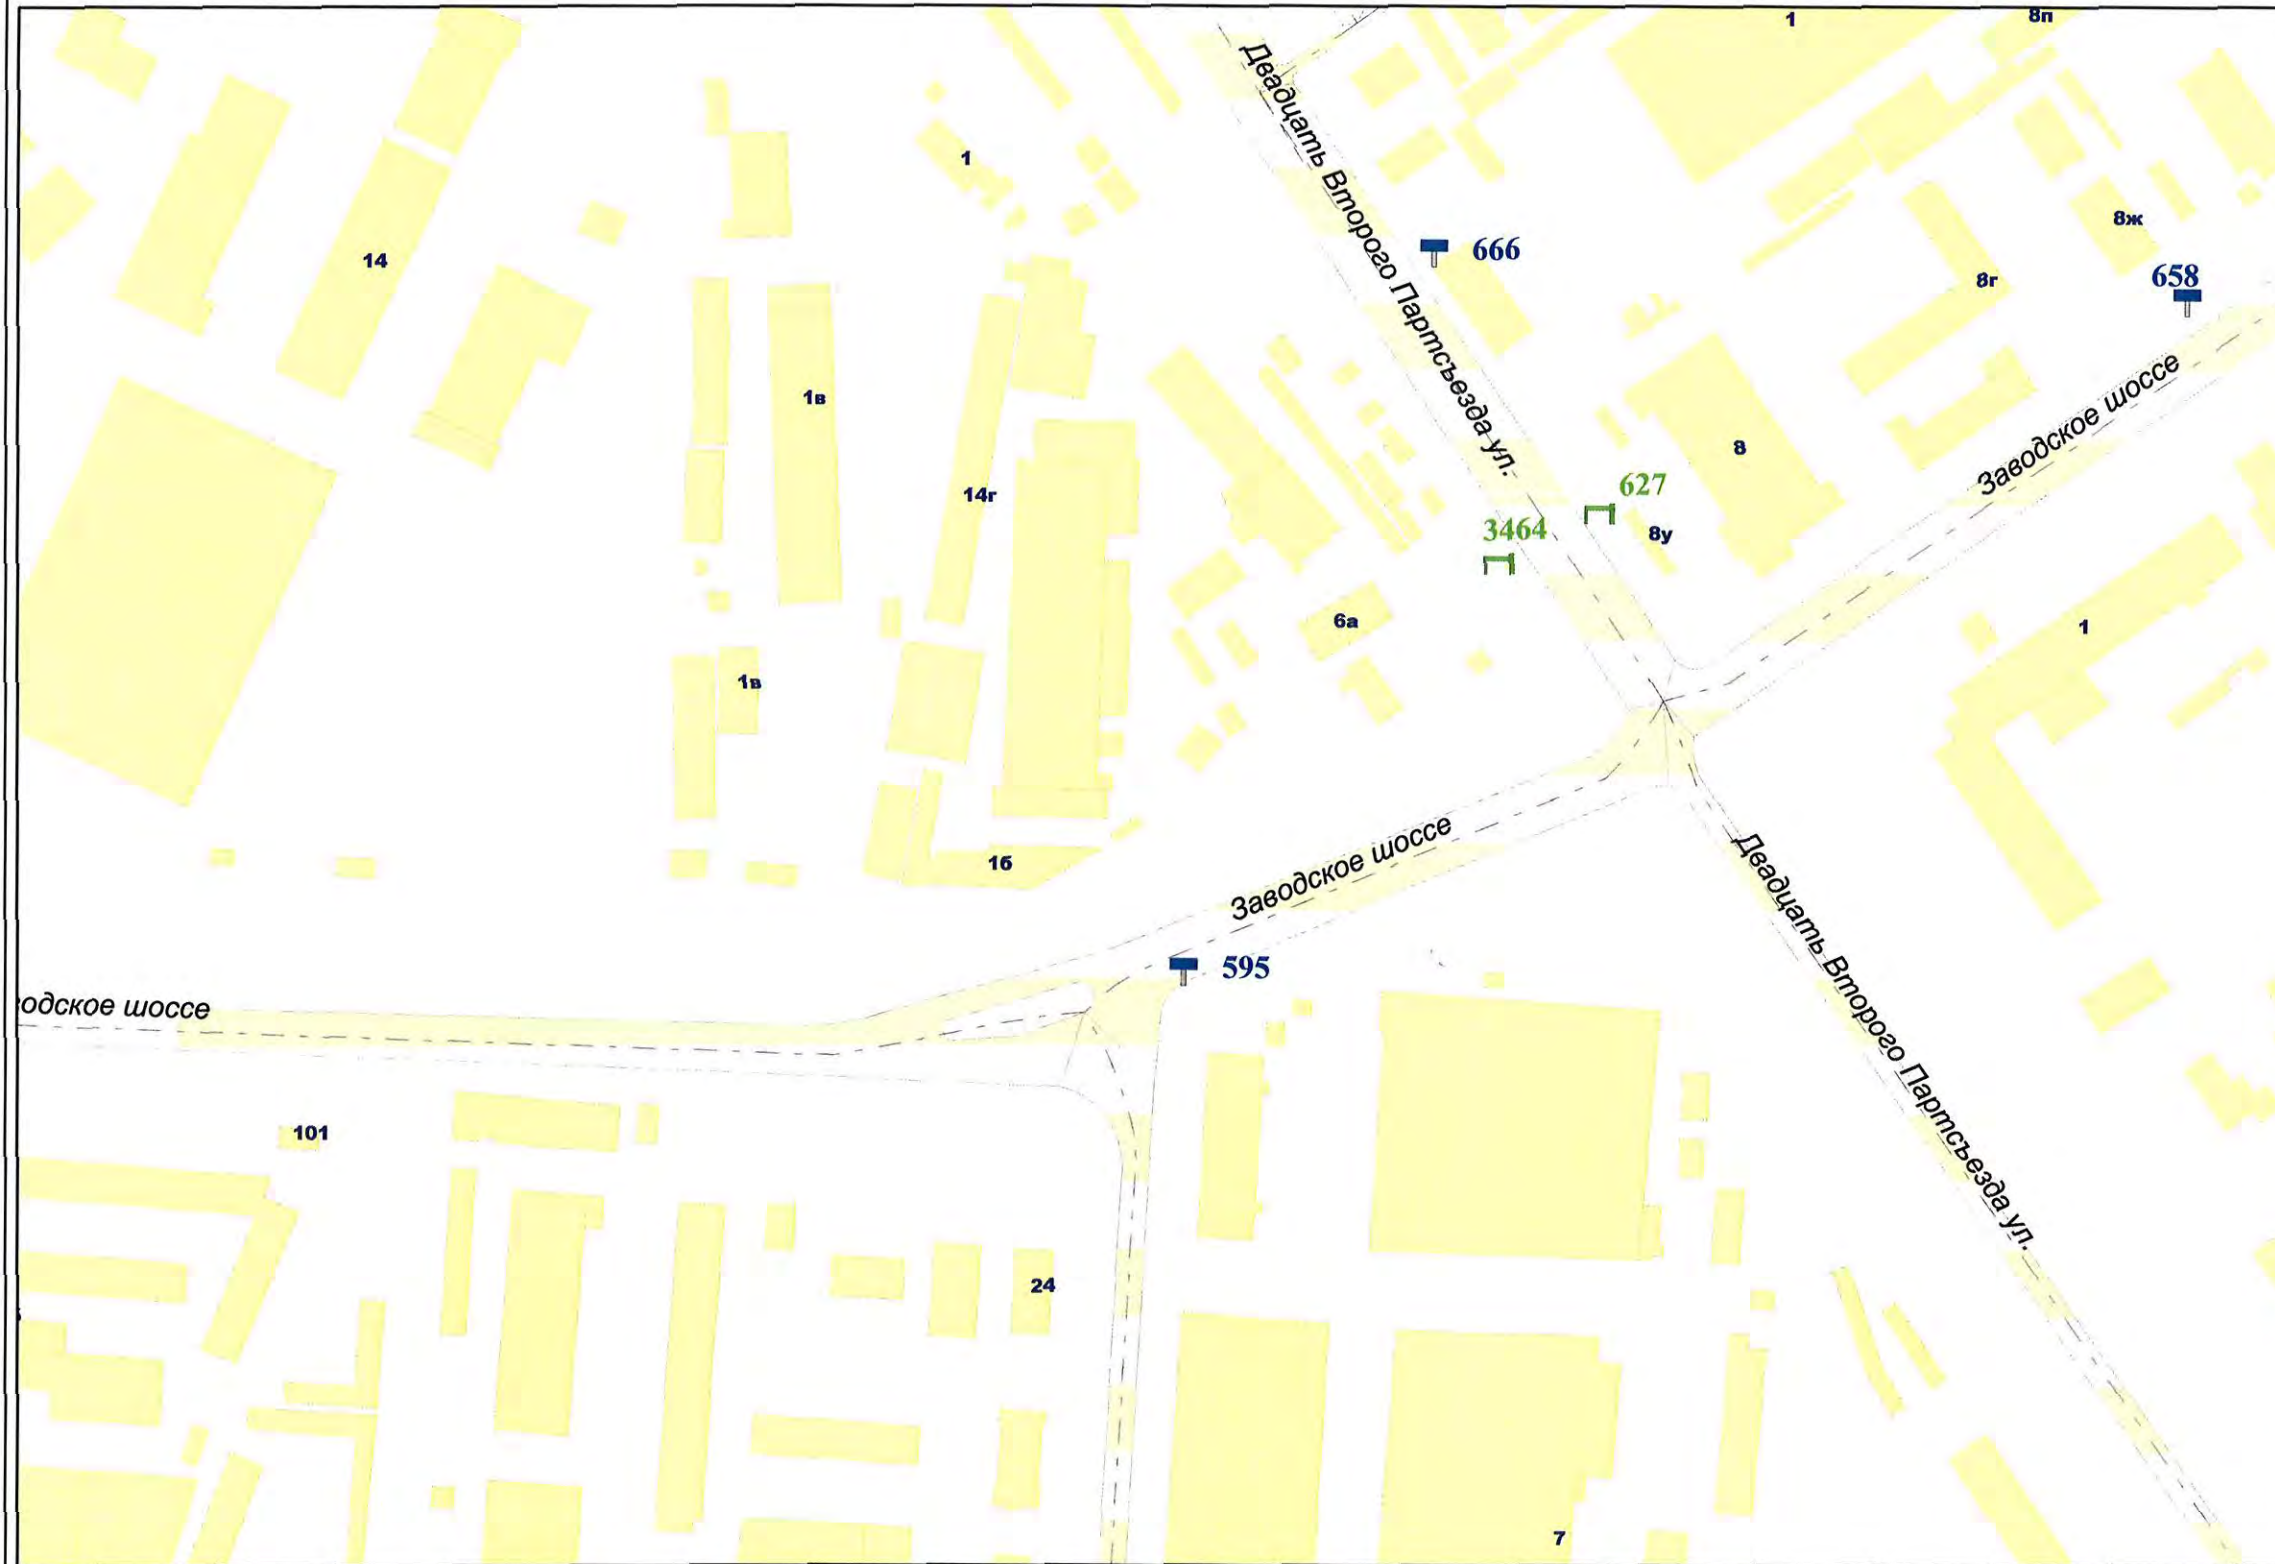 1
8п
Двадцать Второго Партсъезда ул.
1
8ж
666
14
658
8г
1в
Заводское шоссе
8
627
14г
3464
8у
6а
1
1в
Заводское шоссе
16
Двадцать Второго Партсъезда ул.
595
одское шоссе
101
24
7